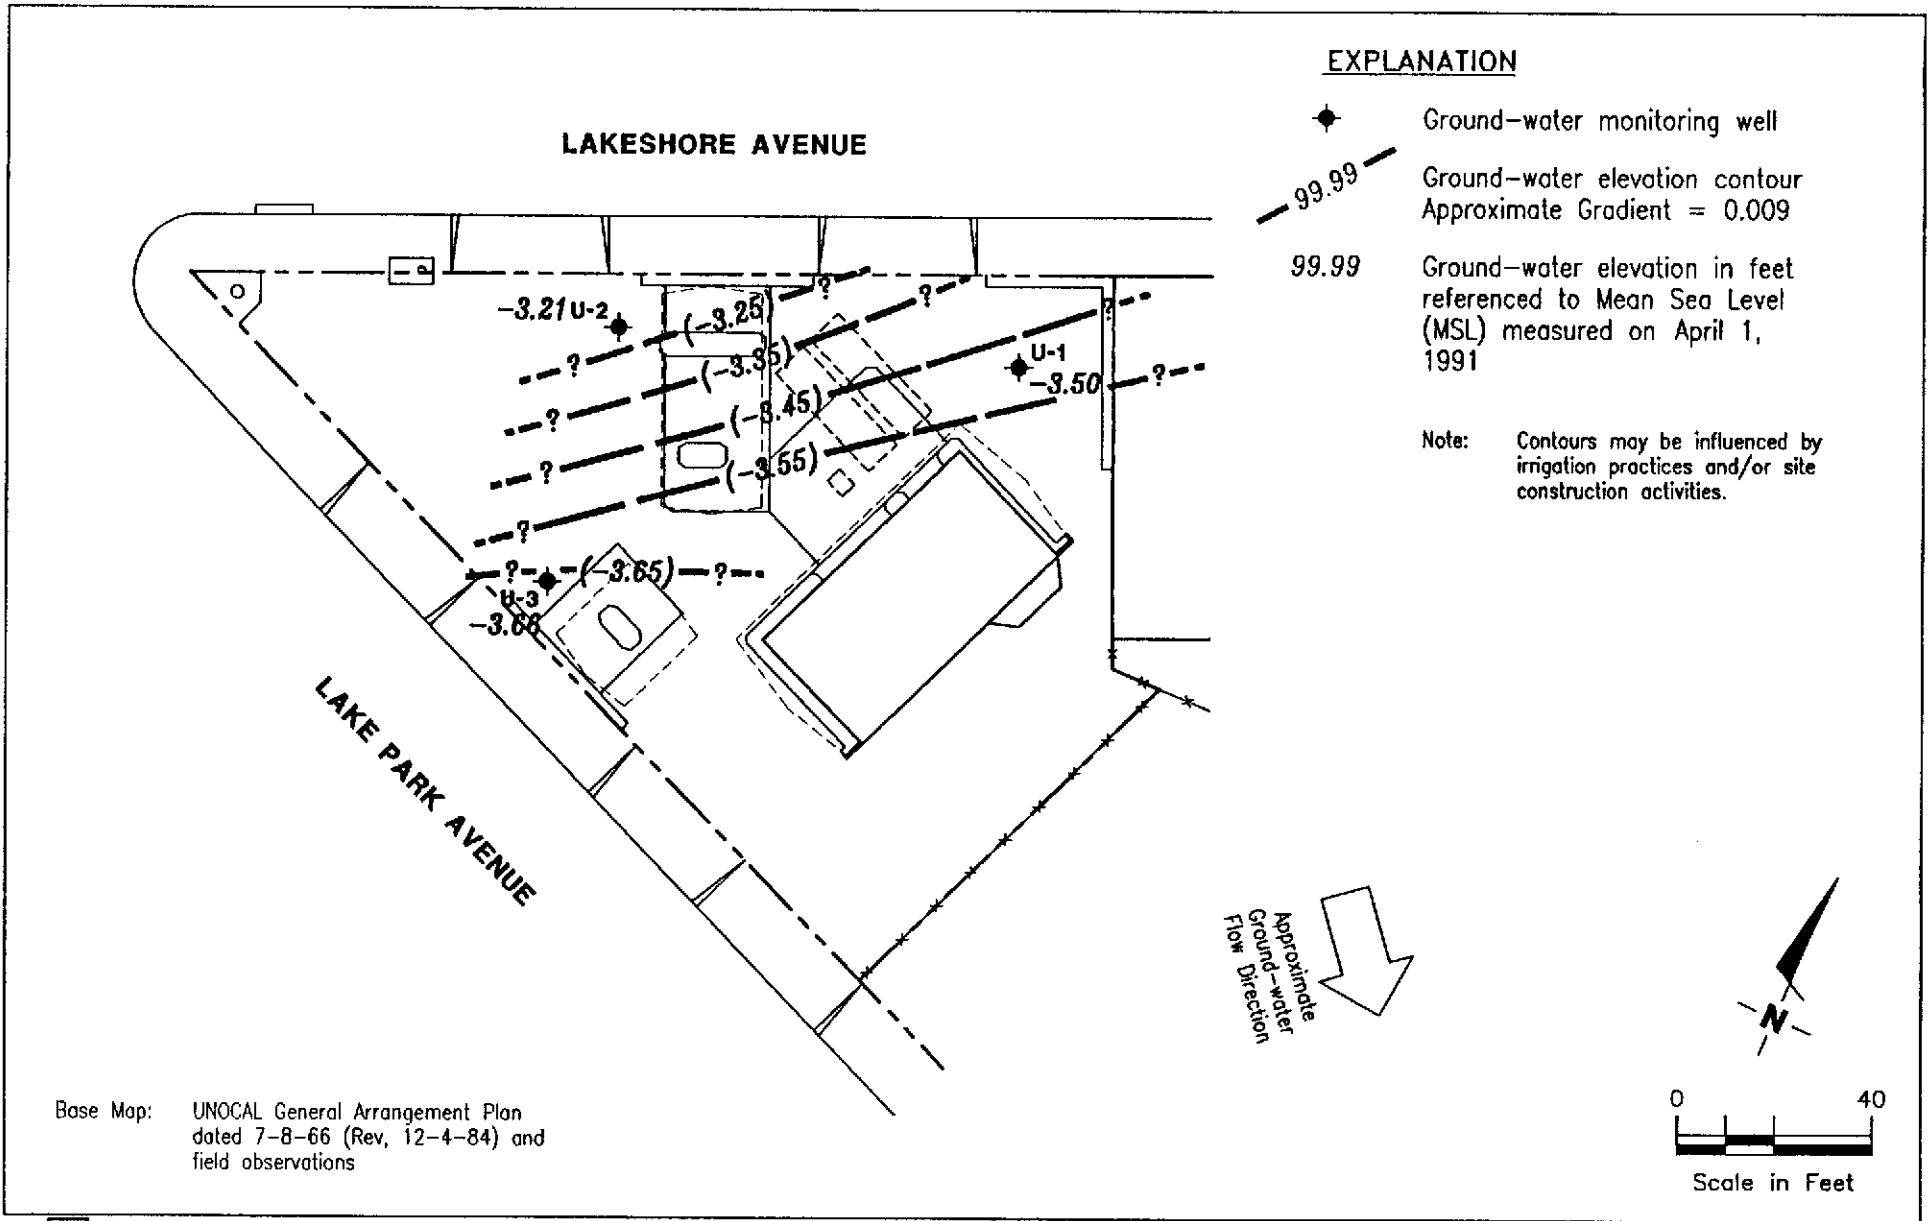 EXPLANATION
Ground-water monitoring well
99.99
Ground-water elevation contour
Approximate Gradient = 0.009
99.99
Ground-water elevation in feet
referenced to Mean Sea Level
(MSL) measured on April 1,
1991
Note: Contours may be influenced by
irrigation practices and/or site
construction activities.
LAKESHORE AVENUE
-3.21 U-2
(-3.25)
?
?
(-3.35)
?
?
(-3.45)
?
?
(-3.55)
?
?
U-1
-3.50
? (-3.65) ?
U-3
-3.66
LAKE PARK AVENUE
Approximate
Ground-water
Flow Direction
N
0 40
Scale in Feet
Base Map: UNOCAL General Arrangement Plan
dated 7-8-66 (Rev, 12-4-84) and
field observations